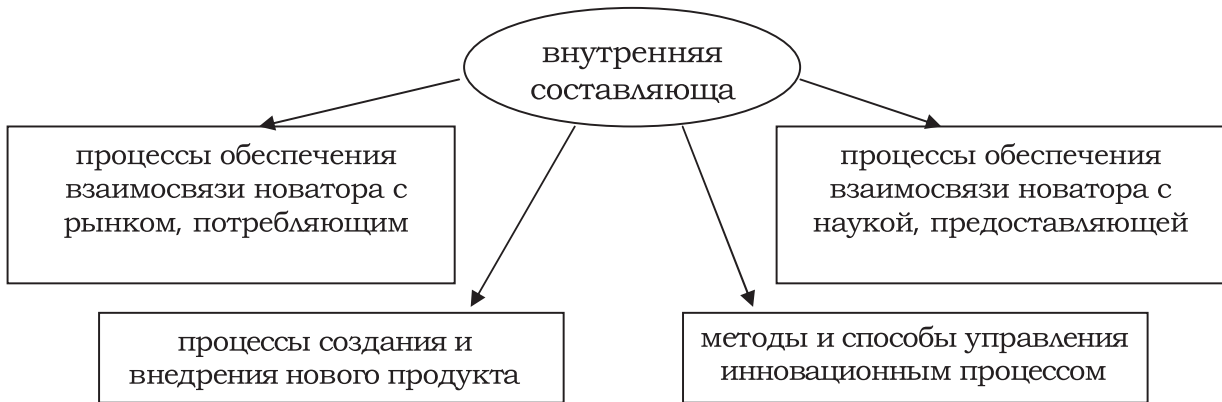 внутренняя
составляюща
процессы обеспечения
взаимосвязи новатора с
рынком, потребляющим
процессы обеспечения
взаимосвязи новатора с
наукой, предоставляющей
процессы создания и
внедрения нового продукта
методы и способы управления
инновационным процессом